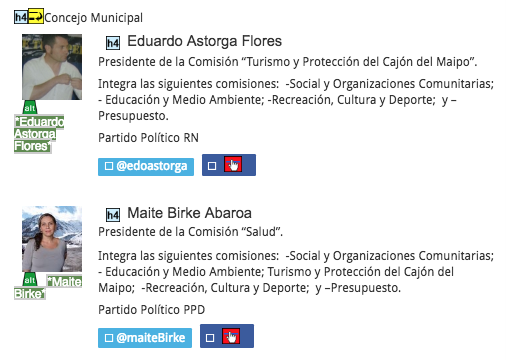 h4 Concejo Municipal
h4 Eduardo Astorga Flores
Presidente de la Comisión “Turismo y Protección del Cajón del Maipo”.
Integra las siguientes comisiones:  -Social y Organizaciones Comunitarias;
- Educación y Medio Ambiente; -Recreación, Cultura y Deporte;  y –
Presupuesto.
Partido Político RN
alt
*Eduardo
Astorga
Flores*
@edoastorga
h4 Maite Birke Abaroa
Presidente de la Comisión “Salud”.
Integra las siguientes comisiones:  -Social y Organizaciones Comunitarias;
- Educación y Medio Ambiente; Turismo y Protección del Cajón del
Maipo;  -Recreación, Cultura y Deporte;  y –Presupuesto.
Partido Político PPD
alt *Maite
Birke*
@maiteBirke